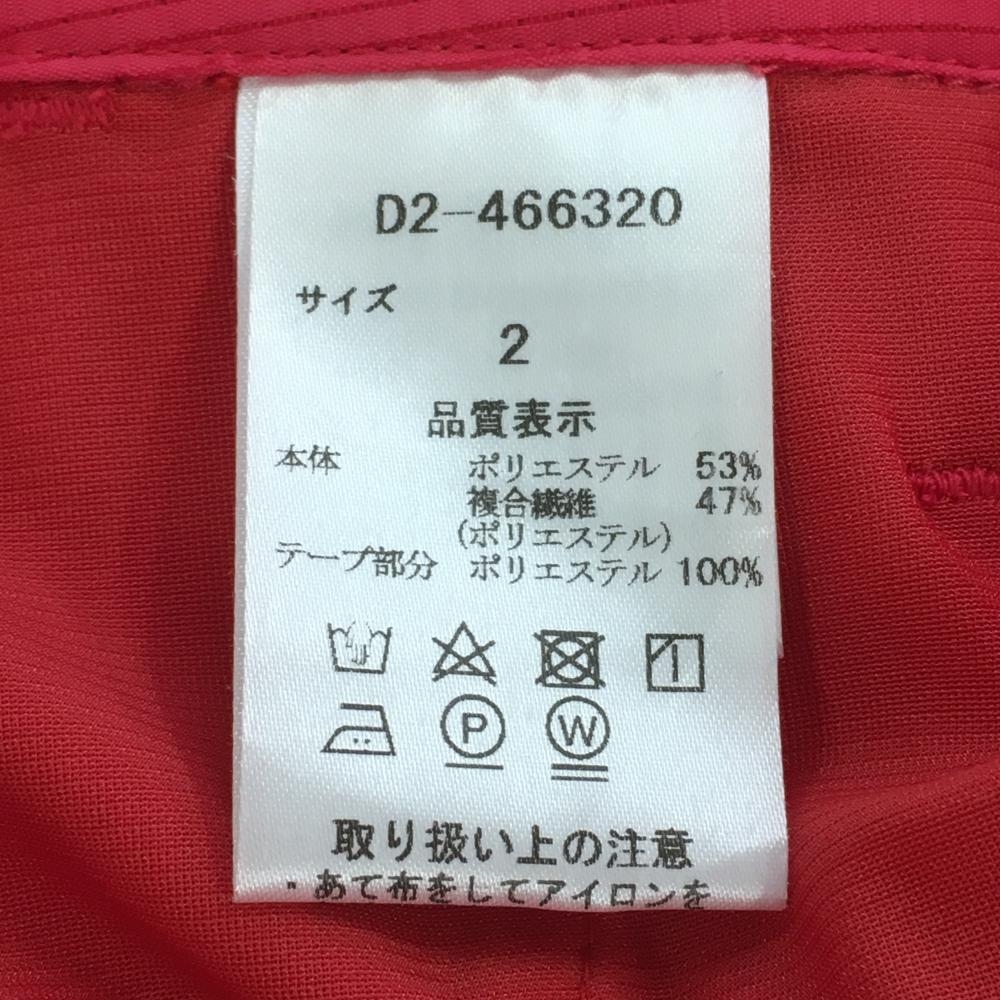 D2-466320
サイズ
2
品質表示
本体 ポリエステル 53%
複合繊維 47%
(ポリエステル)
テープ部分 ポリエステル 100%
P W
取り扱い上の注意
・あて布をしてアイロンを